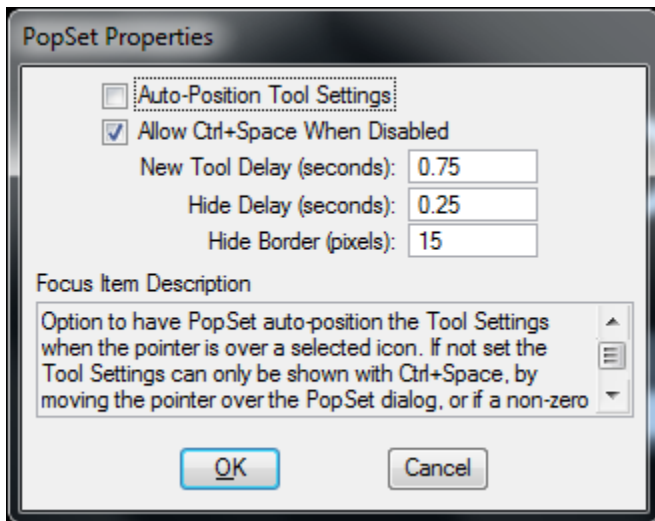 PopSet Properties
Auto-Position Tool Settings
Allow Ctrl+Space When Disabled
New Tool Delay (seconds): 0.75
Hide Delay (seconds): 0.25
Hide Border (pixels): 15
Focus Item Description
Option to have PopSet auto-position the Tool Settings
when the pointer is over a selected icon. If not set the
Tool Settings can only be shown with Ctrl+Space, by
moving the pointer over the PopSet dialog, or if a non-zero
OK Cancel